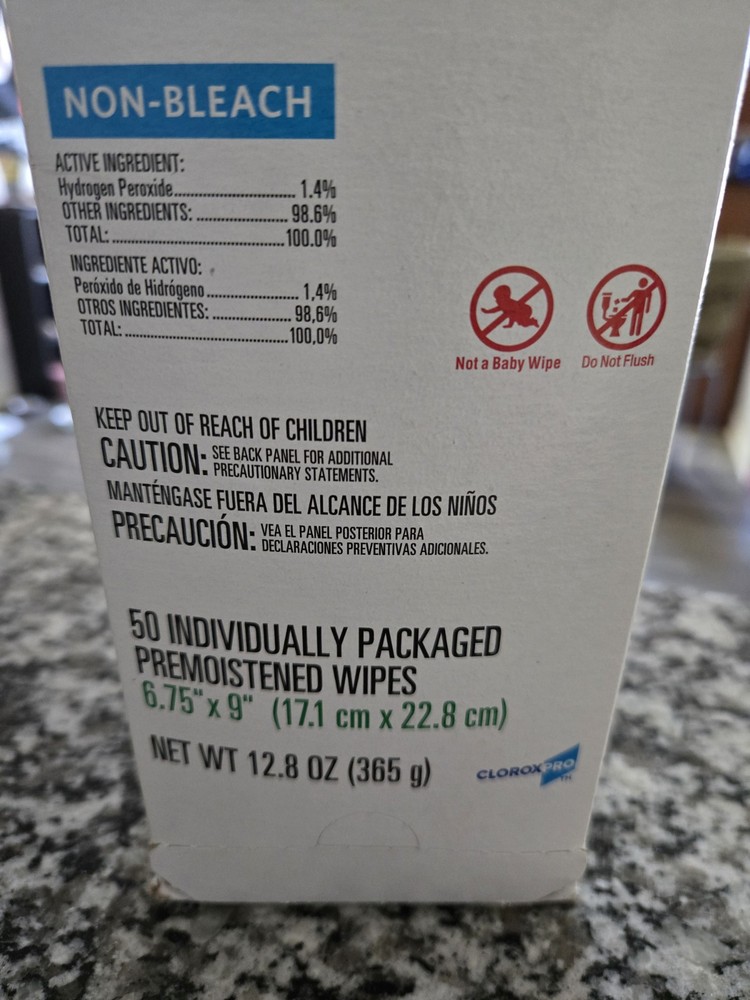 NON-BLEACH
ACTIVE INGREDIENT:
Hydrogen Peroxide.......................... 1.4%
OTHER INGREDIENTS: .................... 98.6%
TOTAL: .......................................100.0%
INGREDIENTE ACTIVO:
Peróxido de Hidrógeno.................... 1,4%
OTROS INGREDIENTES: ................. 98,6%
TOTAL: .....................................100,0%
Not a Baby Wipe
Do Not Flush
KEEP OUT OF REACH OF CHILDREN
CAUTION: SEE BACK PANEL FOR ADDITIONAL
PRECAUTIONARY STATEMENTS.
MANTÉNGASE FUERA DEL ALCANCE DE LOS NIÑOS
PRECAUCIÓN: VEA EL PANEL POSTERIOR PARA
DECLARACIONES PREVENTIVAS ADICIONALES.
50 INDIVIDUALLY PACKAGED
PREMOISTENED WIPES
6.75" x 9" (17.1 cm x 22.8 cm)
NET WT 12.8 OZ (365 g)
CLOROXPRO
TM